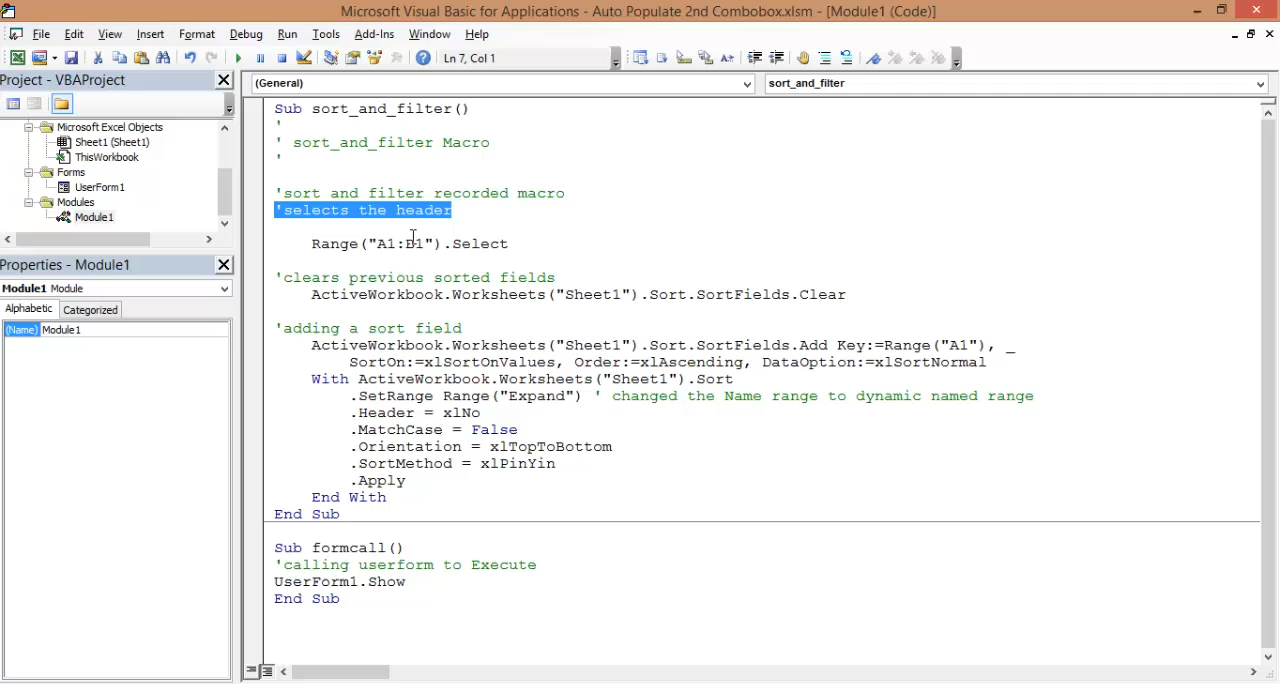 Microsoft Visual Basic for Applications - Auto Populate 2nd Combobox.xlsm - [Module1 (Code)]
File Edit View Insert Format Debug Run Tools Add-Ins Window Help
Ln 7, Col 1
Project - VBAProject
Microsoft Excel Objects
Sheet1 (Sheet1)
ThisWorkbook
Forms
UserForm1
Modules
Module1
Properties - Module1
Module1 Module
Alphabetic Categorized
(Name) Module1
(General) sort_and_filter
Sub sort_and_filter()
'
' sort_and_filter Macro
'
'sort and filter recorded macro
'selects the header
Range("A1: ").Select
'clears previous sorted fields
ActiveWorkbook.Worksheets("Sheet1").Sort.SortFields.Clear
'adding a sort field
ActiveWorkbook.Worksheets("Sheet1").Sort.SortFields.Add Key:=Range("A1"), _
SortOn:=xlSortOnValues, Order:=xlAscending, DataOption:=xlSortNormal
With ActiveWorkbook.Worksheets("Sheet1").Sort
.SetRange Range("Expand") ' changed the Name range to dynamic named range
.Header = xlNo
.MatchCase = False
.Orientation = xlTopToBottom
.SortMethod = xlPinYin
.Apply
End With
End Sub
Sub formcall()
'calling userform to Execute
UserForm1.Show
End Sub